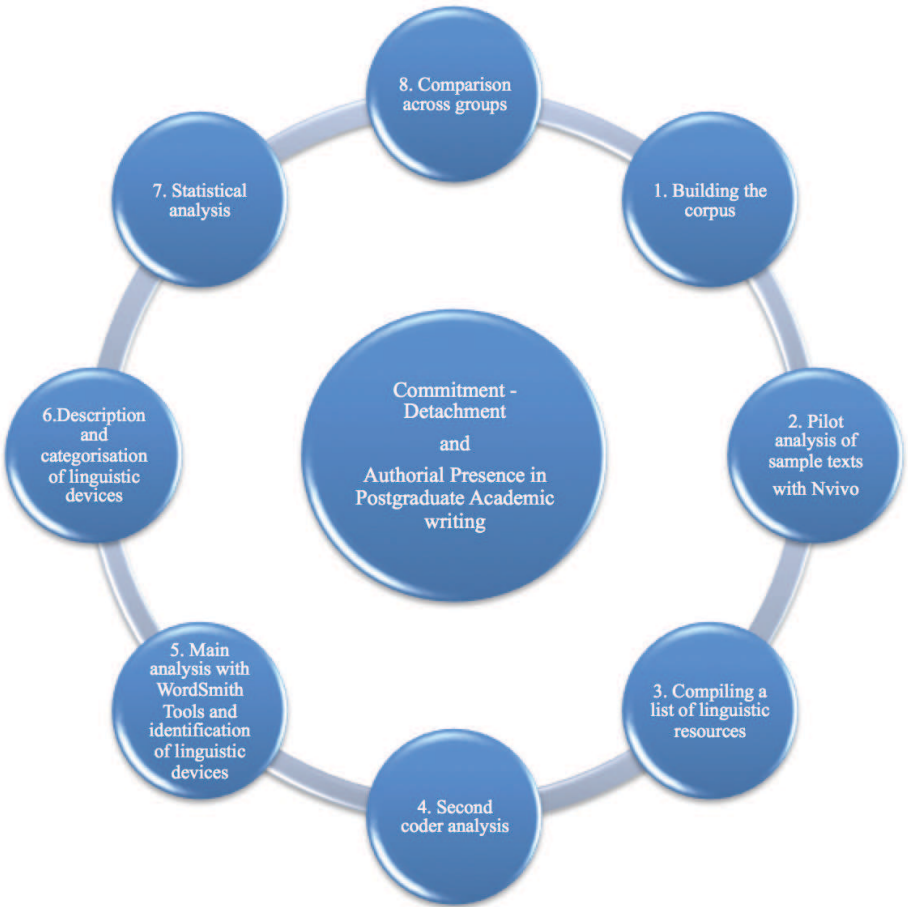 8. Comparison
across groups
1. Building the
corpus
2. Pilot
analysis of
sample texts
with Nvivo
3. Compiling a
list of linguistic
resources
4. Second
coder analysis
5. Main
analysis with
WordSmith
Tools and
identification
of linguistic
devices
6.Description
and
categorisation
of linguistic
devices
7. Statistical
analysis
Commitment -
Detachment
and
Authorial Presence in
Postgraduate Academic
writing